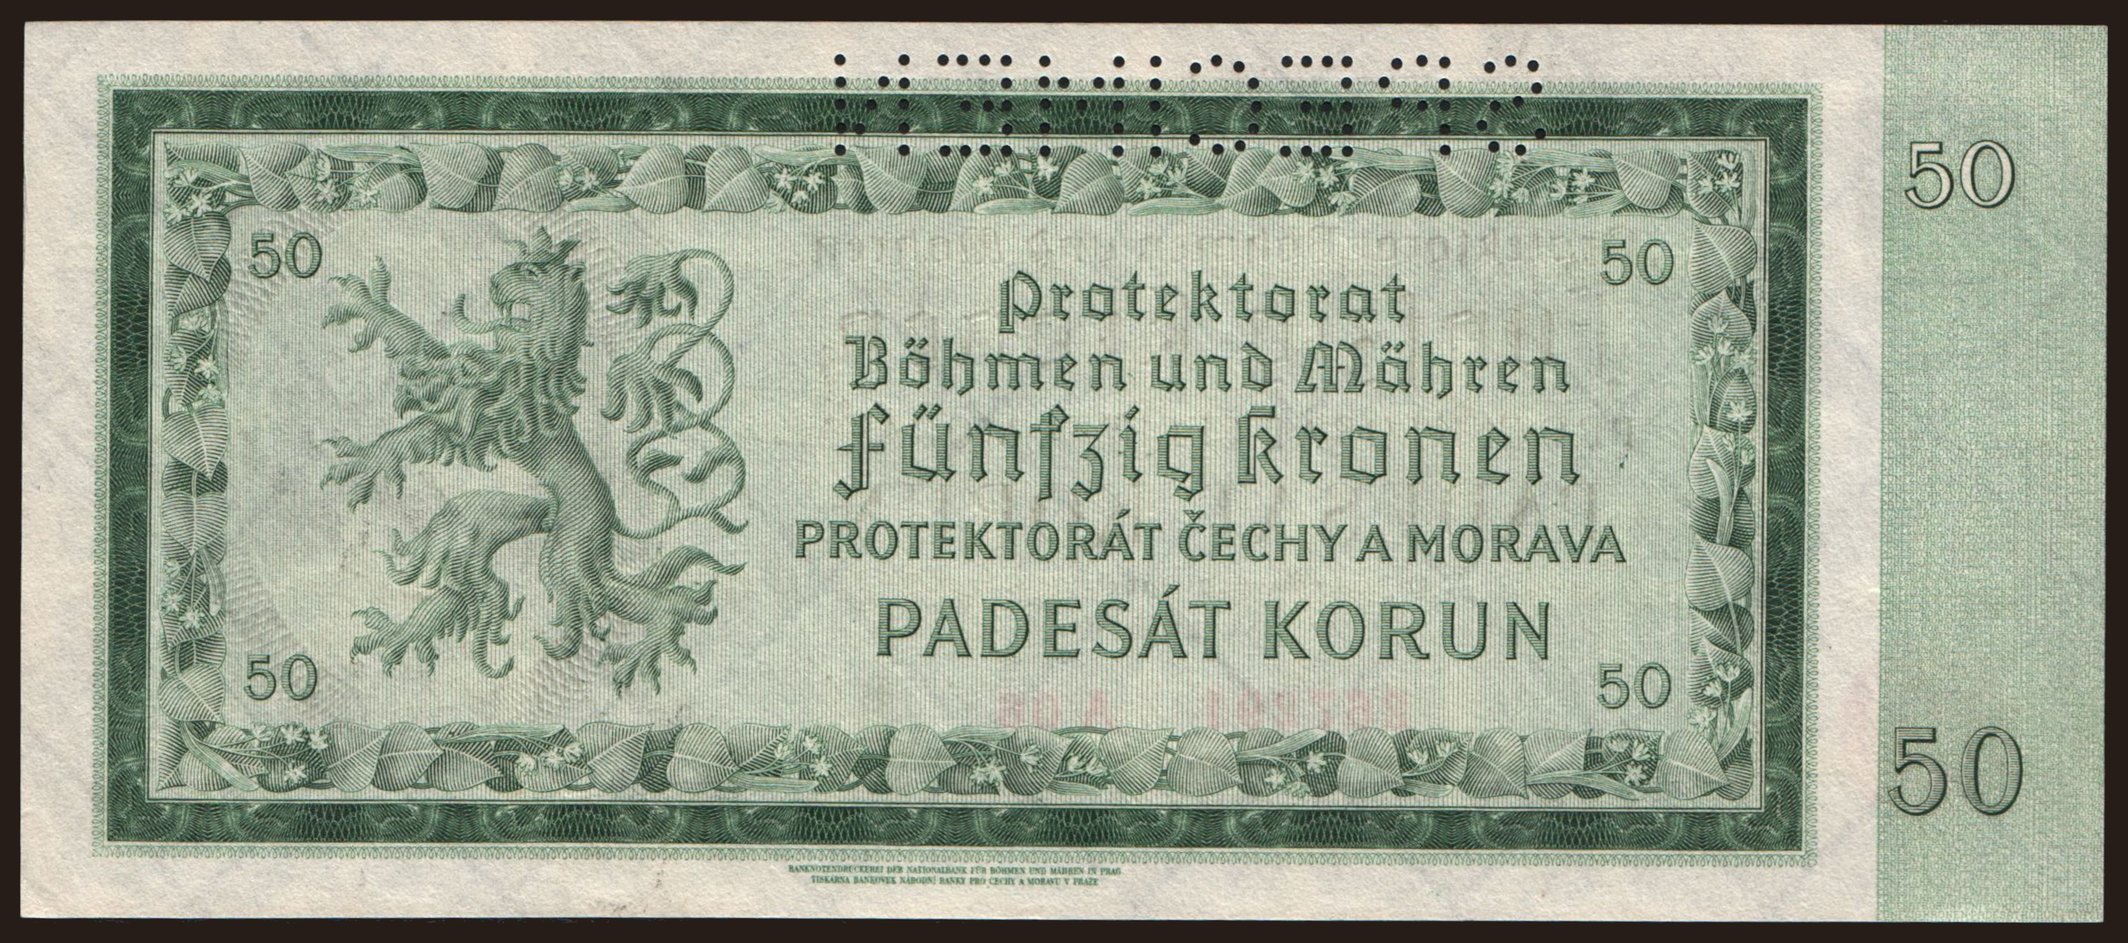 50
50
50
Protektorat
Böhmen und Mähren
Fünfzig Kronen
PROTEKTORÁT ČECHY A MORAVA
PADESÁT KORUN
50
50
50
BANKNOTENDRUCKEREI DER NATIONALBANK FÜR BÖHMEN UND MÄHREN IN PRAG
TISKÁRNA BANKOVEK NÁRODNÍ BANKY PRO ČECHY A MORAVU V PRAZE